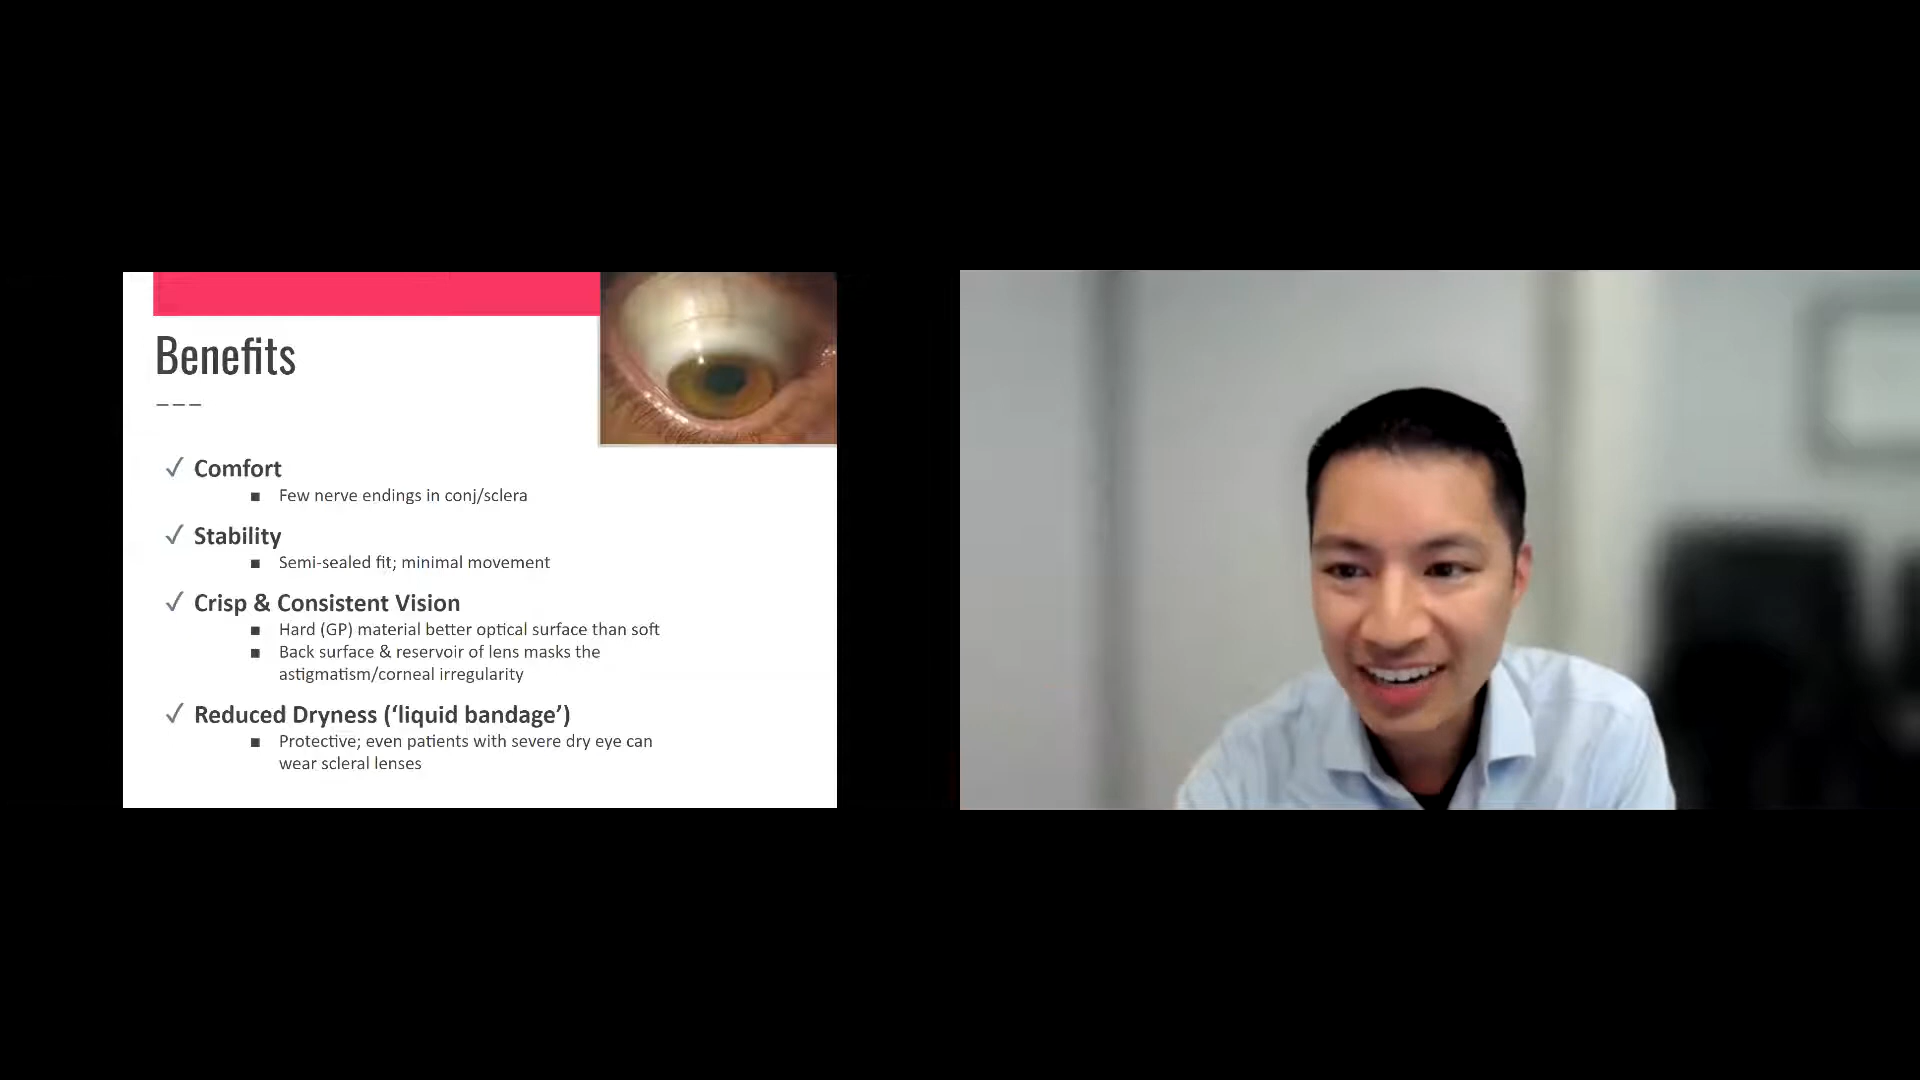 Benefits
✓ Comfort
■ Few nerve endings in conj/sclera
✓ Stability
■ Semi-sealed fit; minimal movement
✓ Crisp & Consistent Vision
■ Hard (GP) material better optical surface than soft
■ Back surface & reservoir of lens masks the
astigmatism/corneal irregularity
✓ Reduced Dryness (‘liquid bandage’)
■ Protective; even patients with severe dry eye can
wear scleral lenses